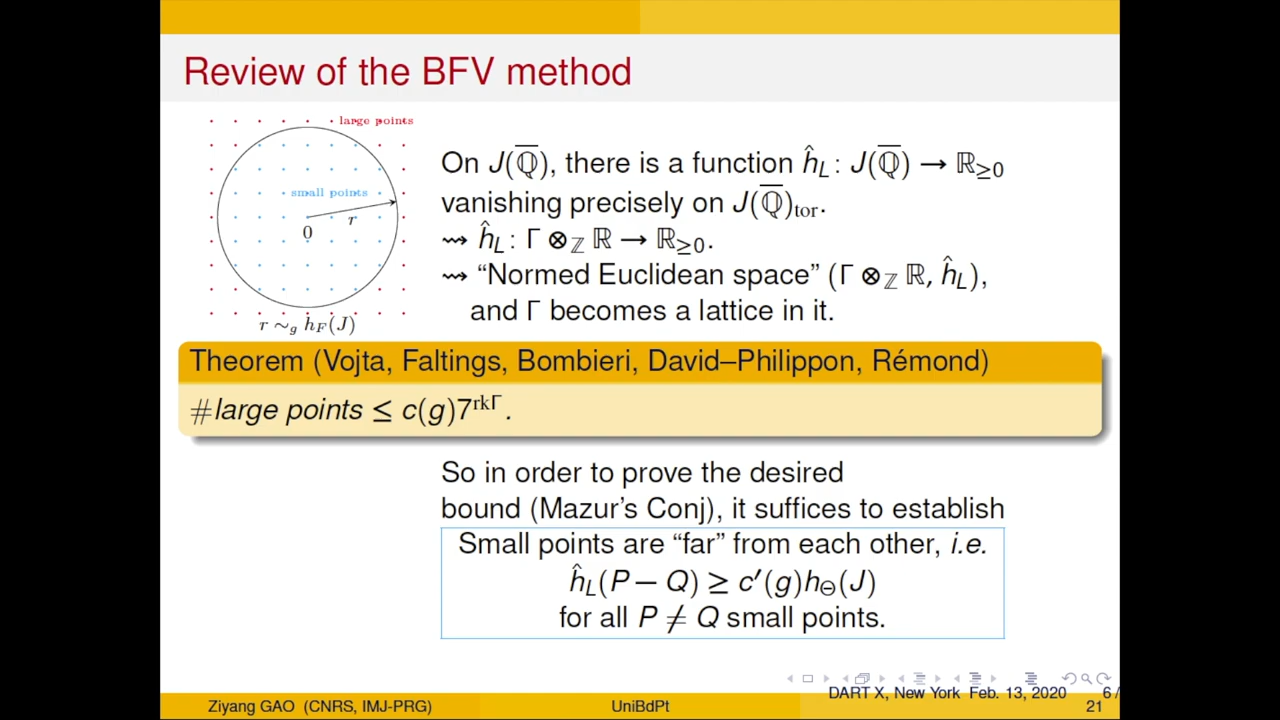 Review of the BFV method
large points
small points
r
0
r ∼g hF(J)
On J(ℚ̅), there is a function ĥL : J(ℚ̅) → ℝ≥0
vanishing precisely on J(ℚ̅)tor.
⇝ ĥL : Γ ⊗ℤ ℝ → ℝ≥0.
⇝ “Normed Euclidean space” (Γ ⊗ℤ ℝ, ĥL),
and Γ becomes a lattice in it.
Theorem (Vojta, Faltings, Bombieri, David–Philippon, Rémond)
#large points ≤ c(g)7^rkΓ.
So in order to prove the desired
bound (Mazur’s Conj), it suffices to establish
Small points are “far” from each other, i.e.
ĥL(P − Q) ≥ c′(g)hΘ(J)
for all P ≠ Q small points.
Ziyang GAO (CNRS, IMJ-PRG)
UniBdPt
DART X, New York Feb. 13, 2020
6 /
21